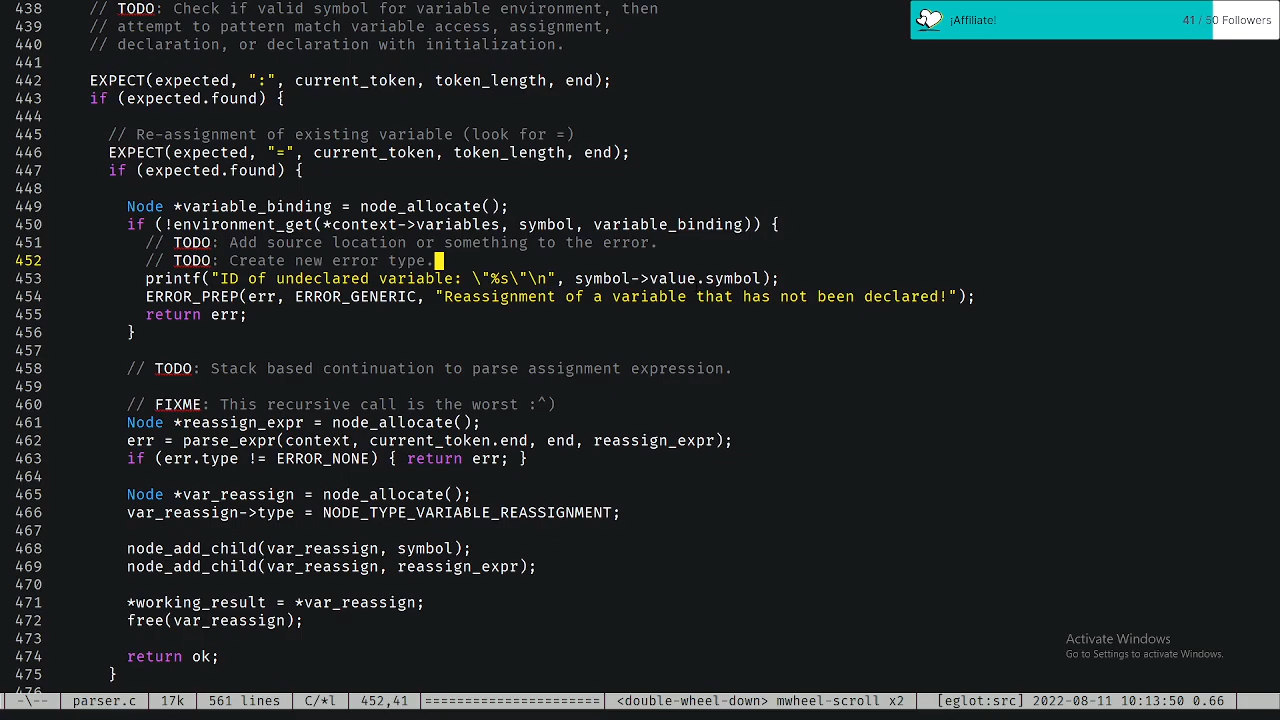 438 // TODO: Check if valid symbol for variable environment, then
439 // attempt to pattern match variable access, assignment,
440 // declaration, or declaration with initialization.
441
442 EXPECT(expected, ":", current_token, token_length, end);
443 if (expected.found) {
444
445 // Re-assignment of existing variable (look for =)
446 EXPECT(expected, "=", current_token, token_length, end);
447 if (expected.found) {
448
449 Node *variable_binding = node_allocate();
450 if (!environment_get(*context->variables, symbol, variable_binding)) {
451 // TODO: Add source location or something to the error.
452 // TODO: Create new error type.
453 printf("ID of undeclared variable: \"%s\"\n", symbol->value.symbol);
454 ERROR_PREP(err, ERROR_GENERIC, "Reassignment of a variable that has not been declared!");
455 return err;
456 }
457
458 // TODO: Stack based continuation to parse assignment expression.
459
460 // FIXME: This recursive call is the worst :^)
461 Node *reassign_expr = node_allocate();
462 err = parse_expr(context, current_token.end, end, reassign_expr);
463 if (err.type != ERROR_NONE) { return err; }
464
465 Node *var_reassign = node_allocate();
466 var_reassign->type = NODE_TYPE_VARIABLE_REASSIGNMENT;
467
468 node_add_child(var_reassign, symbol);
469 node_add_child(var_reassign, reassign_expr);
470
471 *working_result = *var_reassign;
472 free(var_reassign);
473
474 return ok;
475 }
476
¡Affiliate! 41 / 50 Followers
Activate Windows
Go to Settings to activate Windows.
-\-- parser.c 17k 561 lines C/*l 452,41 ======================== <double-wheel-down> mwheel-scroll x2 [eglot:src] 2022-08-11 10:13:50 0.66